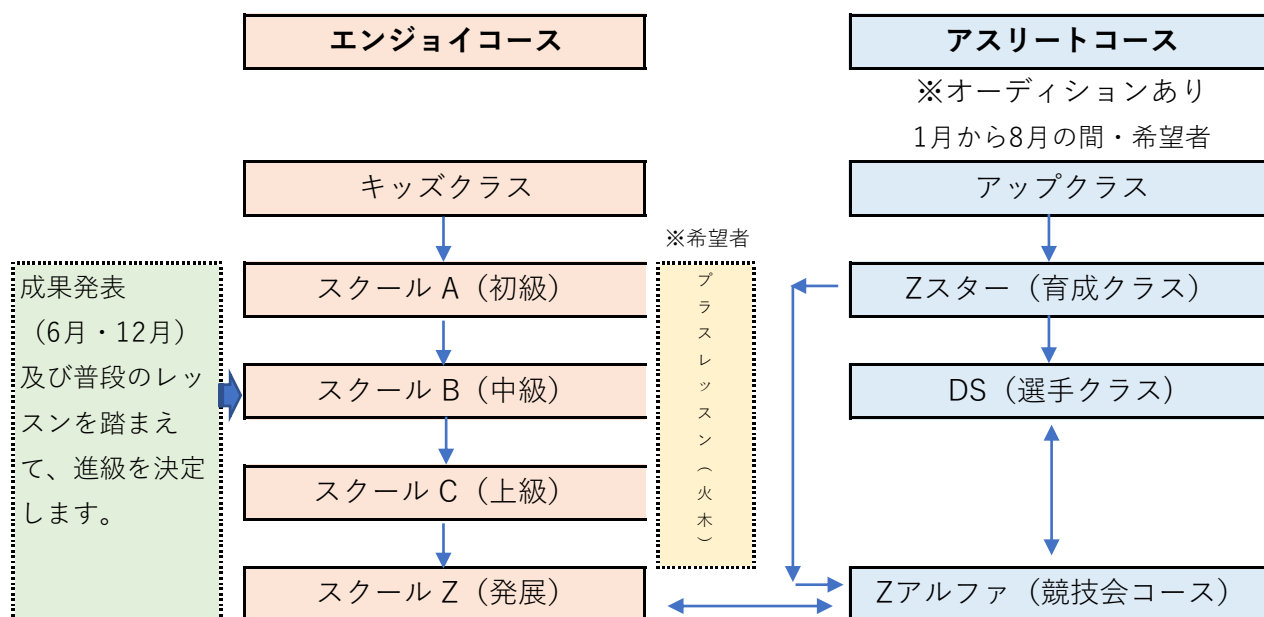 エンジョイコース
アスリートコース
※オーディションあり
1月から8月の間・希望者
キッズクラス
アップクラス
※希望者
成果発表
（6月・12月）
及び普段のレッ
スンを踏まえ
て、進級を決定
します。
スクール A（初級）
スクール B（中級）
スクール C（上級）
スクール Z（発展）
プラスレッスン（火木）
Zスター（育成クラス）
DS（選手クラス）
Zアルファ（競技会コース）